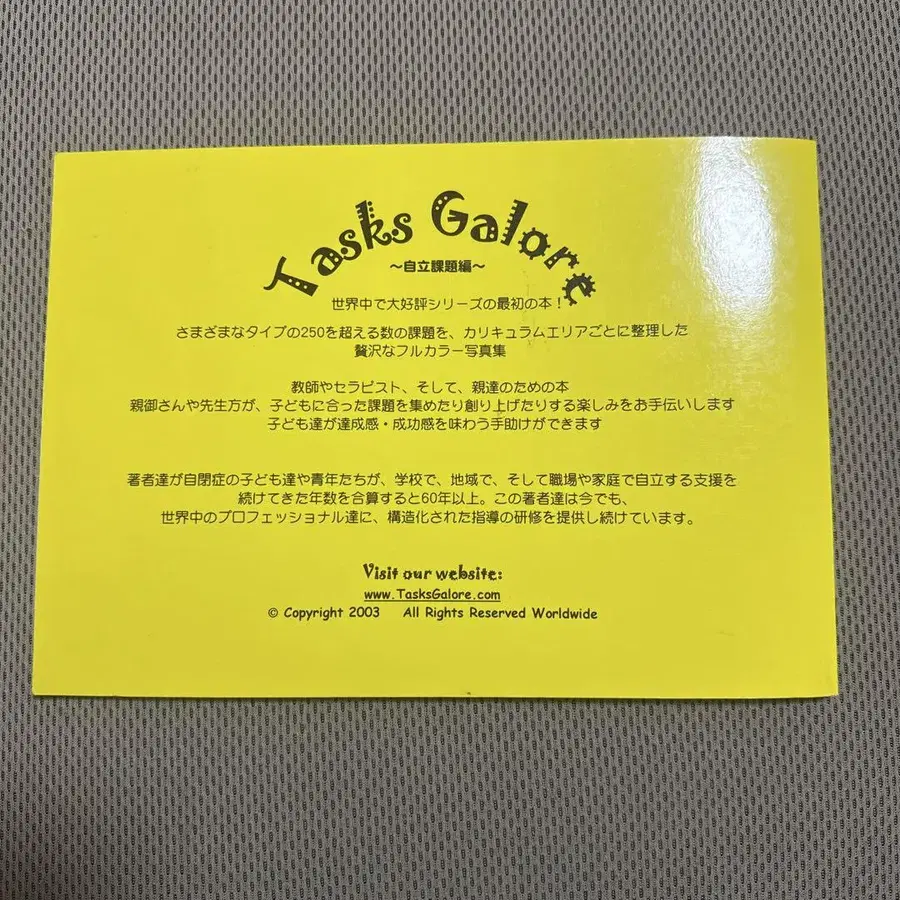 Tasks Galore
～自立課題編～
世界中で大好評シリーズの最初の本！
さまざまなタイプの250を超える数の課題を、カリキュラムエリアごとに整理した
贅沢なフルカラー写真集
教師やセラピスト、そして、親達のための本
親御さんや先生方が、子どもに合った課題を集めたり創り上げたりする楽しみをお手伝いします
子ども達が達成感・成功感を味わう手助けができます
著者達が自閉症の子ども達や青年たちが、学校で、地域で、そして職場や家庭で自立する支援を
続けてきた年数を合算すると60年以上。この著者達は今でも、
世界中のプロフェッショナル達に、構造化された指導の研修を提供し続けています。
Visit our website:
www.TasksGalore.com
© Copyright 2003 All Rights Reserved Worldwide